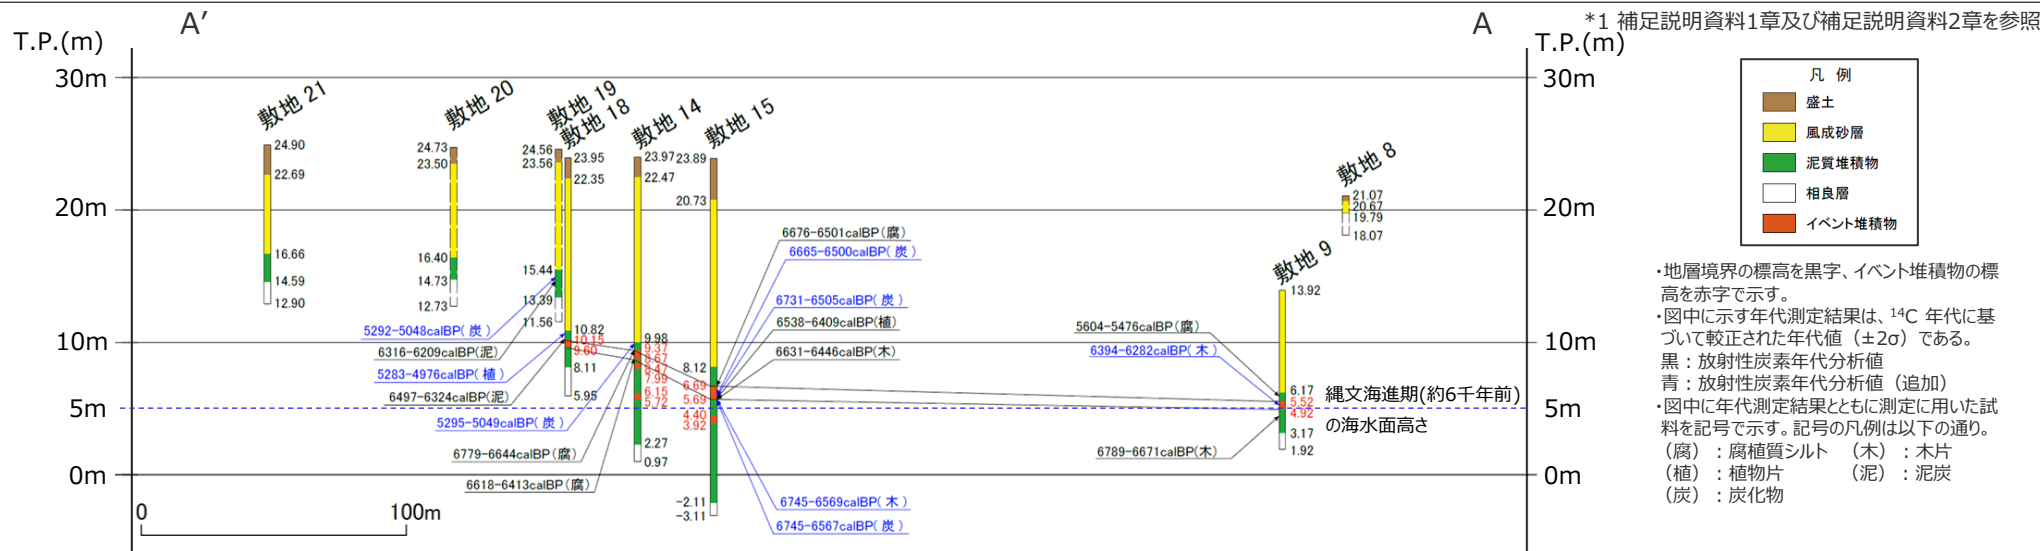 A′
A
*1 補足説明資料1章及び補足説明資料2章を参照
T.P.(m)
T.P.(m)
30m
30m
20m
20m
10m
10m
5m
5m
0m
0m
敷地 21
24.90
22.69
16.66
14.59
12.90
敷地 20
24.73
23.50
16.40
14.73
12.73
敷地 19
24.56
23.56
15.44
13.39
11.56
敷地 18
23.95
22.35
10.82
10.15
9.60
8.11
5.95
敷地 14
23.97
22.47
9.98
9.37
8.67
8.47
7.99
6.15
5.72
2.27
0.97
敷地 15
23.89
20.73
8.12
6.69
5.69
4.40
3.92
-2.11
-3.11
敷地 9
13.92
6.17
5.52
4.92
3.17
1.92
敷地 8
21.07
20.67
19.79
18.07
5292-5048calBP( 炭 )
6316-6209calBP(泥)
5283-4976calBP( 植 )
6497-6324calBP(泥)
5295-5049calBP( 炭 )
6779-6644calBP(腐)
6618-6413calBP(腐)
6676-6501calBP(腐)
6665-6500calBP( 炭 )
6731-6505calBP( 炭 )
6538-6409calBP(植)
6631-6446calBP(木)
6745-6569calBP( 木 )
6745-6567calBP( 炭 )
5604-5476calBP(腐)
6394-6282calBP( 木 )
6789-6671calBP(木)
縄文海進期(約6千年前)
の海水面高さ
0
100m
凡 例
盛土
風成砂層
泥質堆積物
相良層
イベント堆積物
・地層境界の標高を黒字、イベント堆積物の標
高を赤字で示す。
・図中に示す年代測定結果は、¹⁴C 年代に基
づいて較正された年代値（±2σ）である。
黒：放射性炭素年代分析値
青：放射性炭素年代分析値（追加）
・図中に年代測定結果とともに測定に用いた試
料を記号で示す。記号の凡例は以下の通り。
（腐）：腐植質シルト （木）：木片
（植）：植物片 （泥）：泥炭
（炭）：炭化物